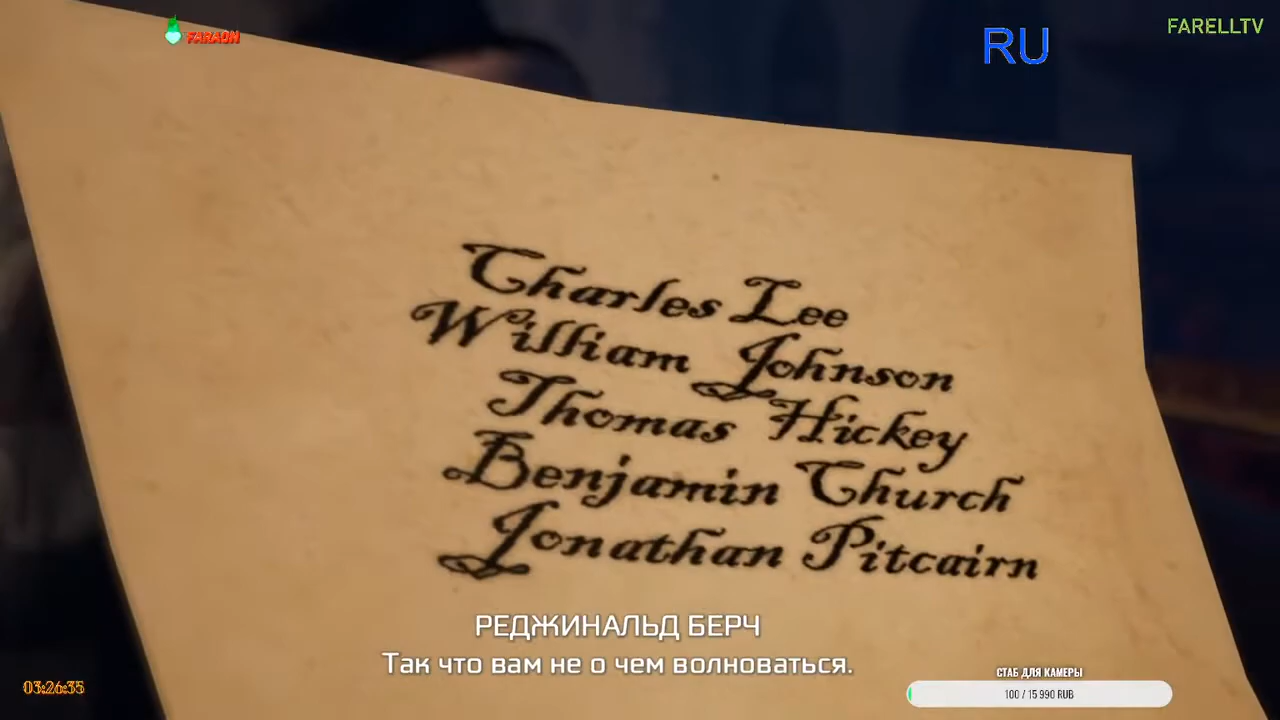 FARAON
RU
FARELLTV
Charles Lee
William Johnson
Thomas Hickey
Benjamin Church
Jonathan Pitcairn
РЕДЖИНАЛЬД БЕРЧ
Так что вам не о чем волноваться.
03:26:35
СТАБ ДЛЯ КАМЕРЫ
100 / 15 990 RUB